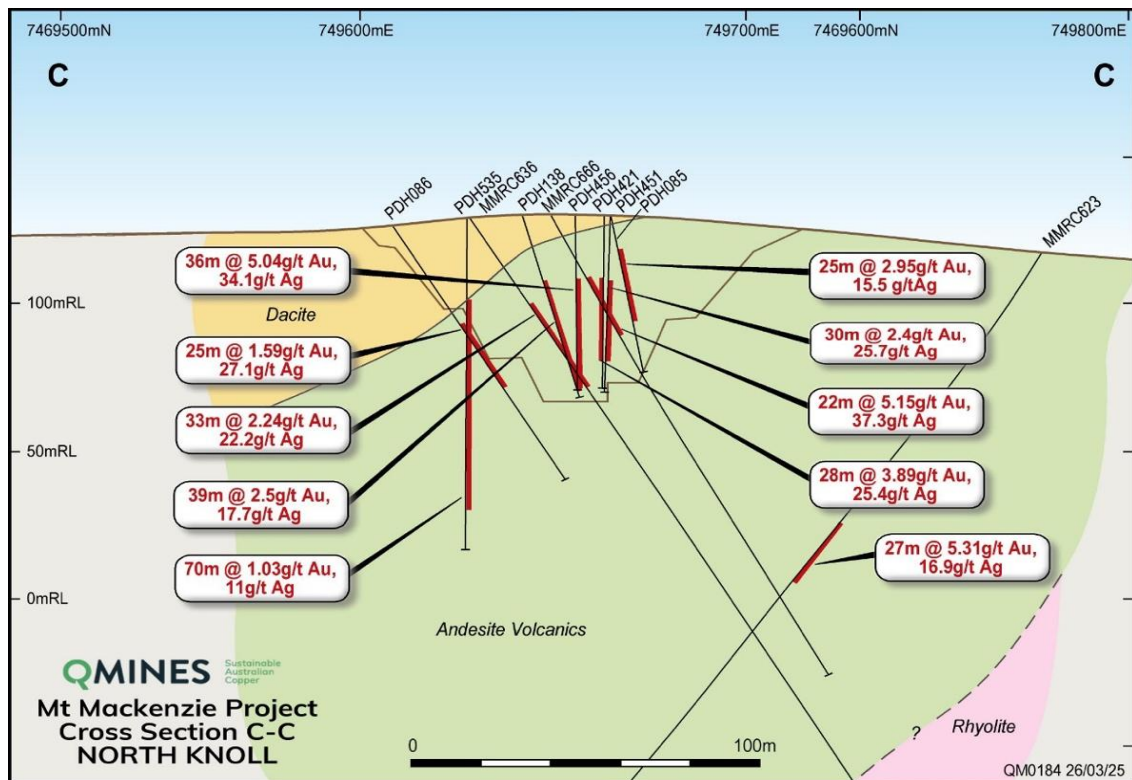 7469500mN
749600mE
749700mE
7469600mN
749800mE
C
C
PDH086
PDH535
MMRC636
PDH138
MMRC666
PDH456
PDH421
PDH451
PDH085
MMRC623
36m @ 5.04g/t Au,
34.1g/t Ag
25m @ 2.95g/t Au,
15.5 g/tAg
100mRL
Dacite
30m @ 2.4g/t Au,
25.7g/t Ag
25m @ 1.59g/t Au,
27.1g/t Ag
22m @ 5.15g/t Au,
37.3g/t Ag
33m @ 2.24g/t Au,
22.2g/t Ag
50mRL
28m @ 3.89g/t Au,
25.4g/t Ag
39m @ 2.5g/t Au,
17.7g/t Ag
27m @ 5.31g/t Au,
16.9g/t Ag
70m @ 1.03g/t Au,
11g/t Ag
0mRL
Andesite Volcanics
QMINES
Sustainable
Australian
Copper
Mt Mackenzie Project
Cross Section C-C
NORTH KNOLL
0
100m
?
Rhyolite
QM0184 26/03/25